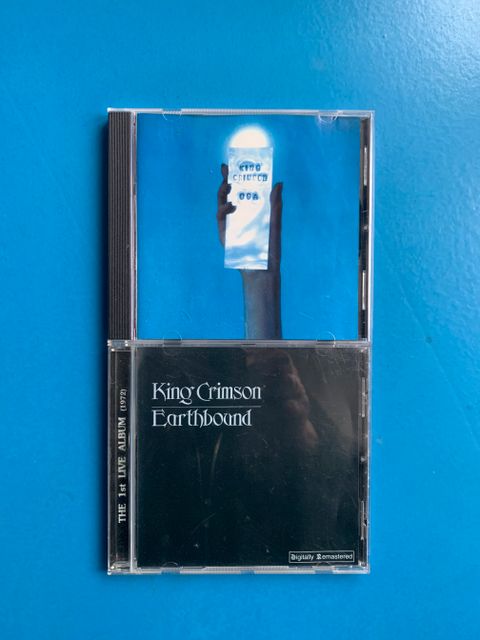 KING
CRIMSON
USA
King Crimson
Earthbound
THE 1st LIVE ALBUM (1972)
Digitally Remastered